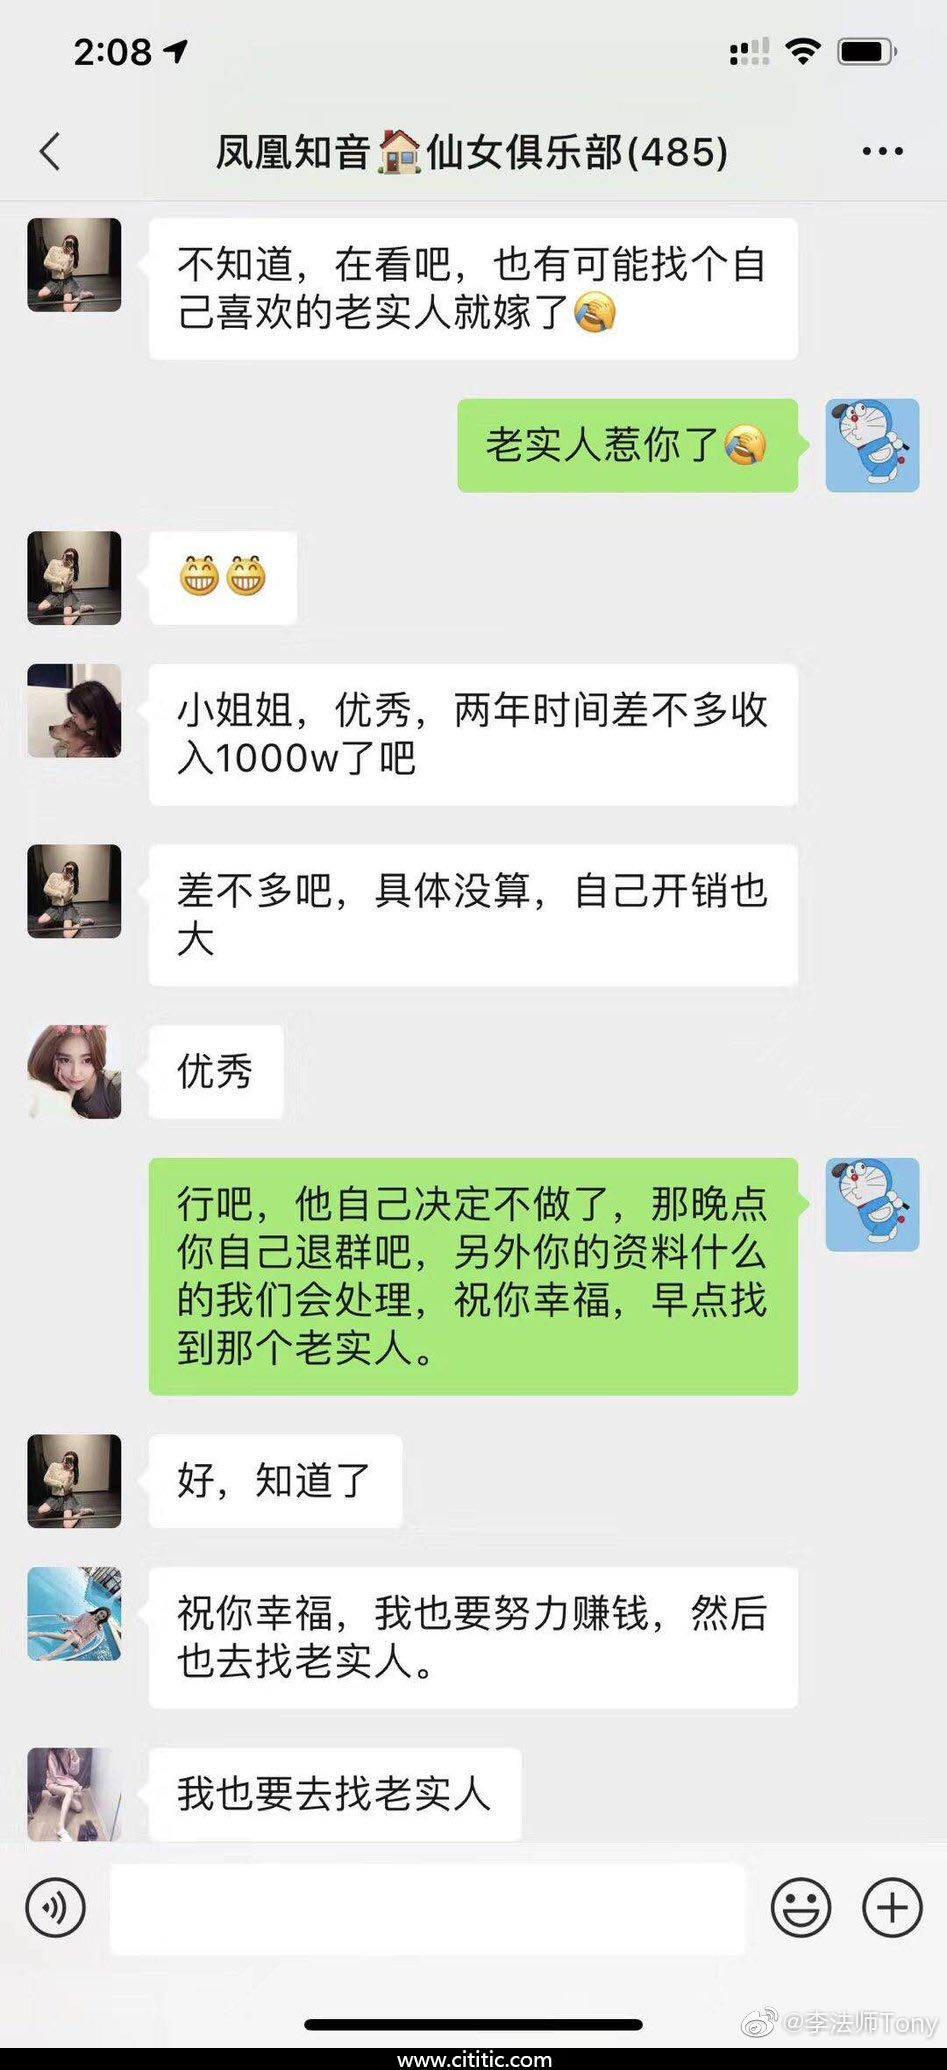 2:08
凤凰知音🏠仙女俱乐部(485)
不知道，在看吧，也有可能找个自
己喜欢的老实人就嫁了🤦
老实人惹你了🤦
😁😁
小姐姐，优秀，两年时间差不多收
入1000w了吧
差不多吧，具体没算，自己开销也
大
优秀
行吧，他自己决定不做了，那晚点
你自己退群吧，另外你的资料什么
的我们会处理，祝你幸福，早点找
到那个老实人。
好，知道了
祝你幸福，我也要努力赚钱，然后
也去找老实人。
我也要去找老实人
@李法师Tony
www.cititic.com